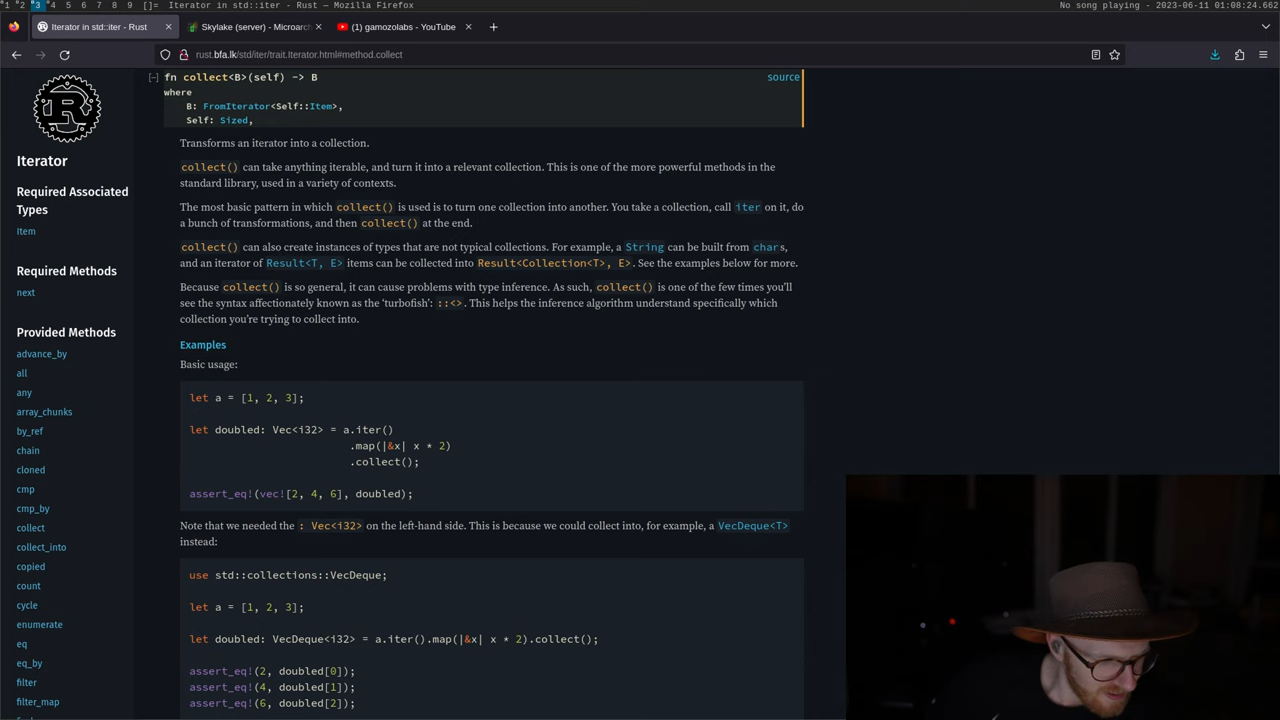 1 2 3 4 5 6 7 8 9 []= Iterator in std::iter - Rust — Mozilla Firefox
No song playing - 2023-06-11 01:08:24.662
Iterator in std::iter - Rust
Skylake (server) - Microarch
(1) gamozolabs - YouTube
rust.bfa.lk/std/iter/trait.Iterator.html#method.collect
Iterator
Required Associated
Types
Item
Required Methods
next
Provided Methods
advance_by
all
any
array_chunks
by_ref
chain
cloned
cmp
cmp_by
collect
collect_into
copied
count
cycle
enumerate
eq
eq_by
filter
filter_map
[−] fn collect<B>(self) -> B
source
where
B: FromIterator<Self::Item>,
Self: Sized,
Transforms an iterator into a collection.
collect() can take anything iterable, and turn it into a relevant collection. This is one of the more powerful methods in the
standard library, used in a variety of contexts.
The most basic pattern in which collect() is used is to turn one collection into another. You take a collection, call iter on it, do
a bunch of transformations, and then collect() at the end.
collect() can also create instances of types that are not typical collections. For example, a String can be built from chars,
and an iterator of Result<T, E> items can be collected into Result<Collection<T>, E>. See the examples below for more.
Because collect() is so general, it can cause problems with type inference. As such, collect() is one of the few times you’ll
see the syntax affectionately known as the ‘turbofish’: ::<>. This helps the inference algorithm understand specifically which
collection you’re trying to collect into.
Examples
Basic usage:
let a = [1, 2, 3];
let doubled: Vec<i32> = a.iter()
.map(|&x| x * 2)
.collect();
assert_eq!(vec![2, 4, 6], doubled);
Note that we needed the : Vec<i32> on the left-hand side. This is because we could collect into, for example, a VecDeque<T>
instead:
use std::collections::VecDeque;
let a = [1, 2, 3];
let doubled: VecDeque<i32> = a.iter().map(|&x| x * 2).collect();
assert_eq!(2, doubled[0]);
assert_eq!(4, doubled[1]);
assert_eq!(6, doubled[2]);